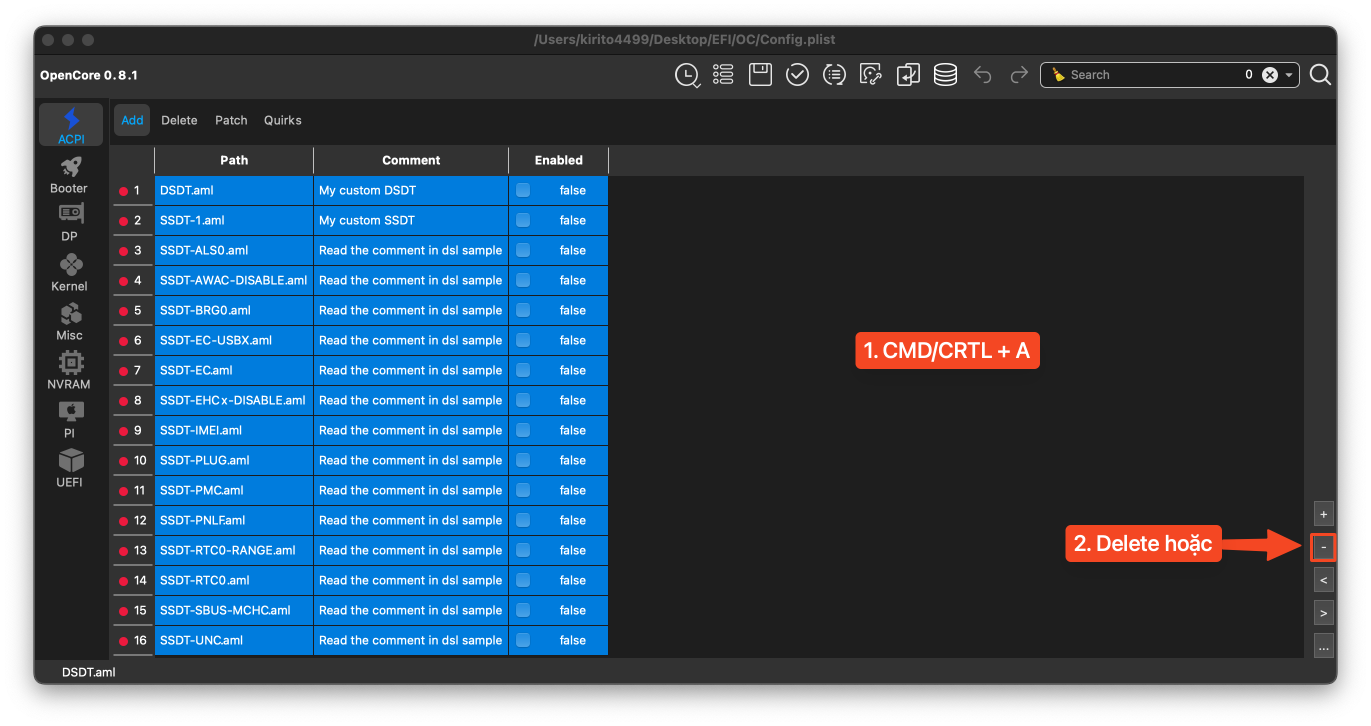 /Users/kirito4499/Desktop/EFI/OC/Config.plist
OpenCore 0.8.1
Search 0
ACPI
Booter
DP
Kernel
Misc
NVRAM
PI
UEFI
Add Delete Patch Quirks
Path Comment Enabled
1 DSDT.aml My custom DSDT false
2 SSDT-1.aml My custom SSDT false
3 SSDT-ALS0.aml Read the comment in dsl sample false
4 SSDT-AWAC-DISABLE.aml Read the comment in dsl sample false
5 SSDT-BRG0.aml Read the comment in dsl sample false
6 SSDT-EC-USBX.aml Read the comment in dsl sample false
7 SSDT-EC.aml Read the comment in dsl sample false
8 SSDT-EHCx-DISABLE.aml Read the comment in dsl sample false
9 SSDT-IMEI.aml Read the comment in dsl sample false
10 SSDT-PLUG.aml Read the comment in dsl sample false
11 SSDT-PMC.aml Read the comment in dsl sample false
12 SSDT-PNLF.aml Read the comment in dsl sample false
13 SSDT-RTC0-RANGE.aml Read the comment in dsl sample false
14 SSDT-RTC0.aml Read the comment in dsl sample false
15 SSDT-SBUS-MCHC.aml Read the comment in dsl sample false
16 SSDT-UNC.aml Read the comment in dsl sample false
1. CMD/CRTL + A
2. Delete hoặc
+
-
<
>
...
DSDT.aml